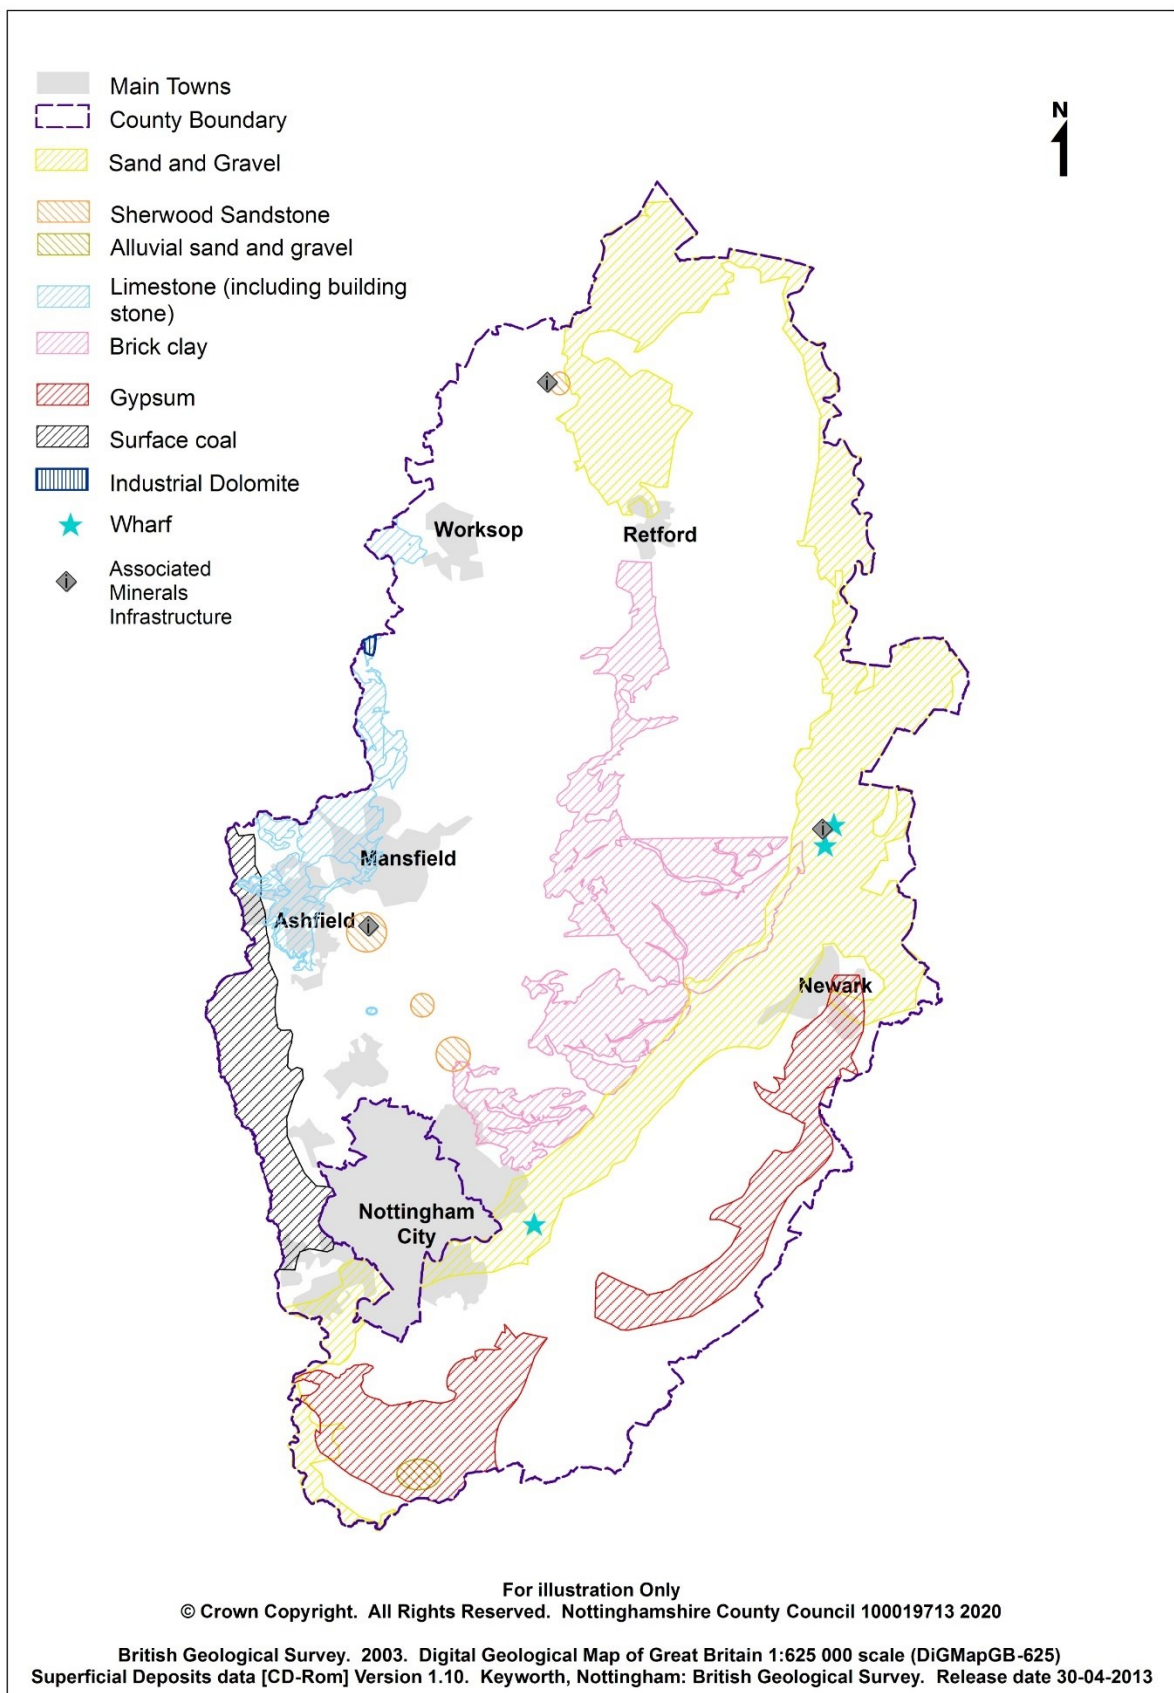 Main Towns
County Boundary
Sand and Gravel
Sherwood Sandstone
Alluvial sand and gravel
Limestone (including building
stone)
Brick clay
Gypsum
Surface coal
Industrial Dolomite
Wharf
i
Associated
Minerals
Infrastructure
N
i
Worksop
Retford
i
Mansfield
Ashfield
i
Newark
Nottingham
City
For illustration Only
© Crown Copyright. All Rights Reserved. Nottinghamshire County Council 100019713 2020
British Geological Survey. 2003. Digital Geological Map of Great Britain 1:625 000 scale (DiGMapGB-625)
Superficial Deposits data [CD-Rom] Version 1.10. Keyworth, Nottingham: British Geological Survey. Release date 30-04-2013